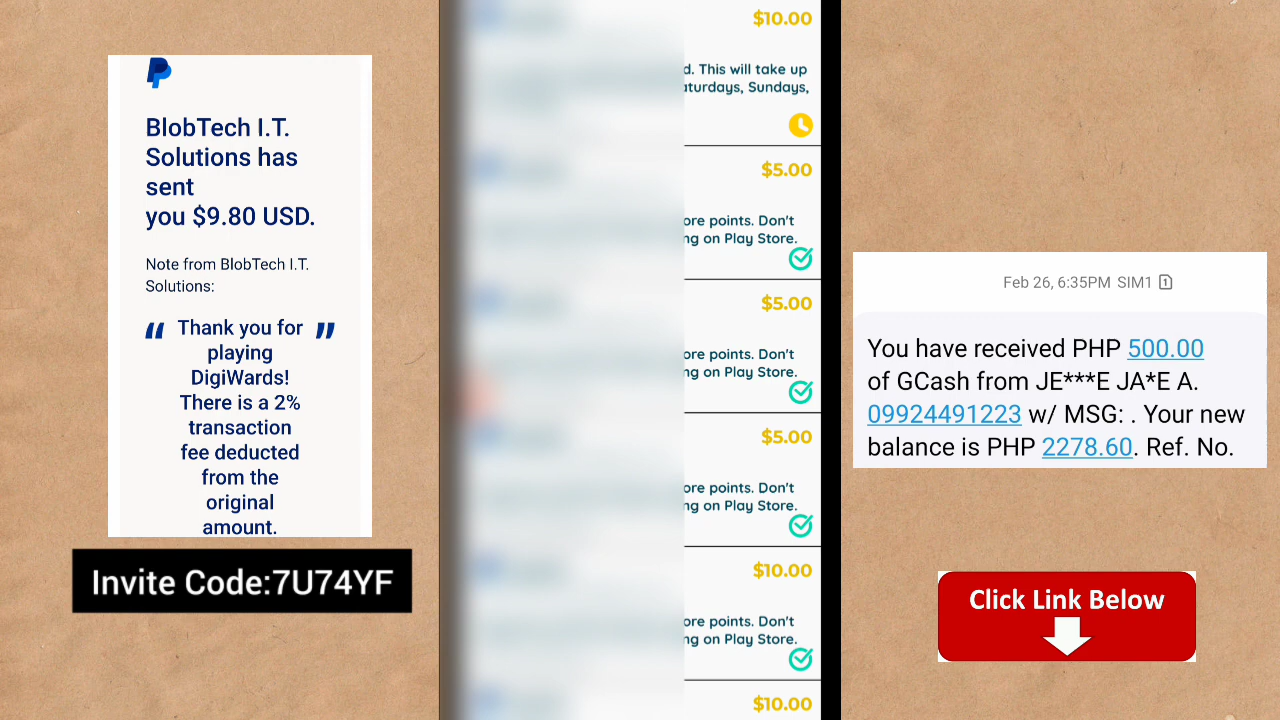 BlobTech I.T.
Solutions has
sent
you $9.80 USD.
Note from BlobTech I.T.
Solutions:
“ Thank you for ”
playing
DigiWards!
There is a 2%
transaction
fee deducted
from the
original
amount.
Invite Code:7U74YF
$10.00
d. This will take up
aturdays, Sundays,
$5.00
ore points. Don't
ng on Play Store.
$5.00
ore points. Don't
ng on Play Store.
$5.00
ore points. Don't
ng on Play Store.
$10.00
ore points. Don't
ng on Play Store.
$10.00
Feb 26, 6:35PM SIM1
You have received PHP 500.00
of GCash from JE***E JA*E A.
09924491223 w/ MSG: . Your new
balance is PHP 2278.60. Ref. No.
Click Link Below